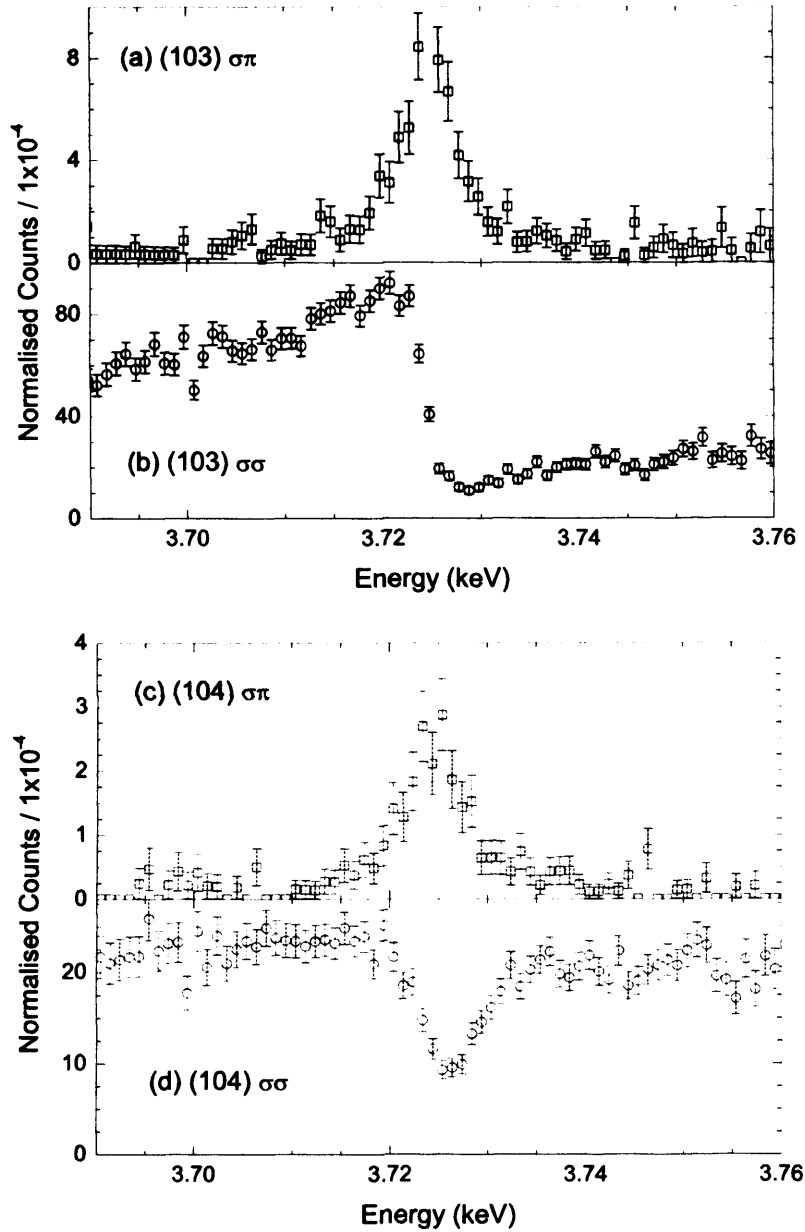 8
4
0
(a) (103) σπ
80
40
0
(b) (103) σσ
Normalised Counts / 1x10⁻⁴
3.70
3.72
3.74
3.76
Energy (keV)
4
3
2
1
0
(c) (104) σπ
20
10
0
(d) (104) σσ
Normalised Counts / 1x10⁻⁴
3.70
3.72
3.74
3.76
Energy (keV)